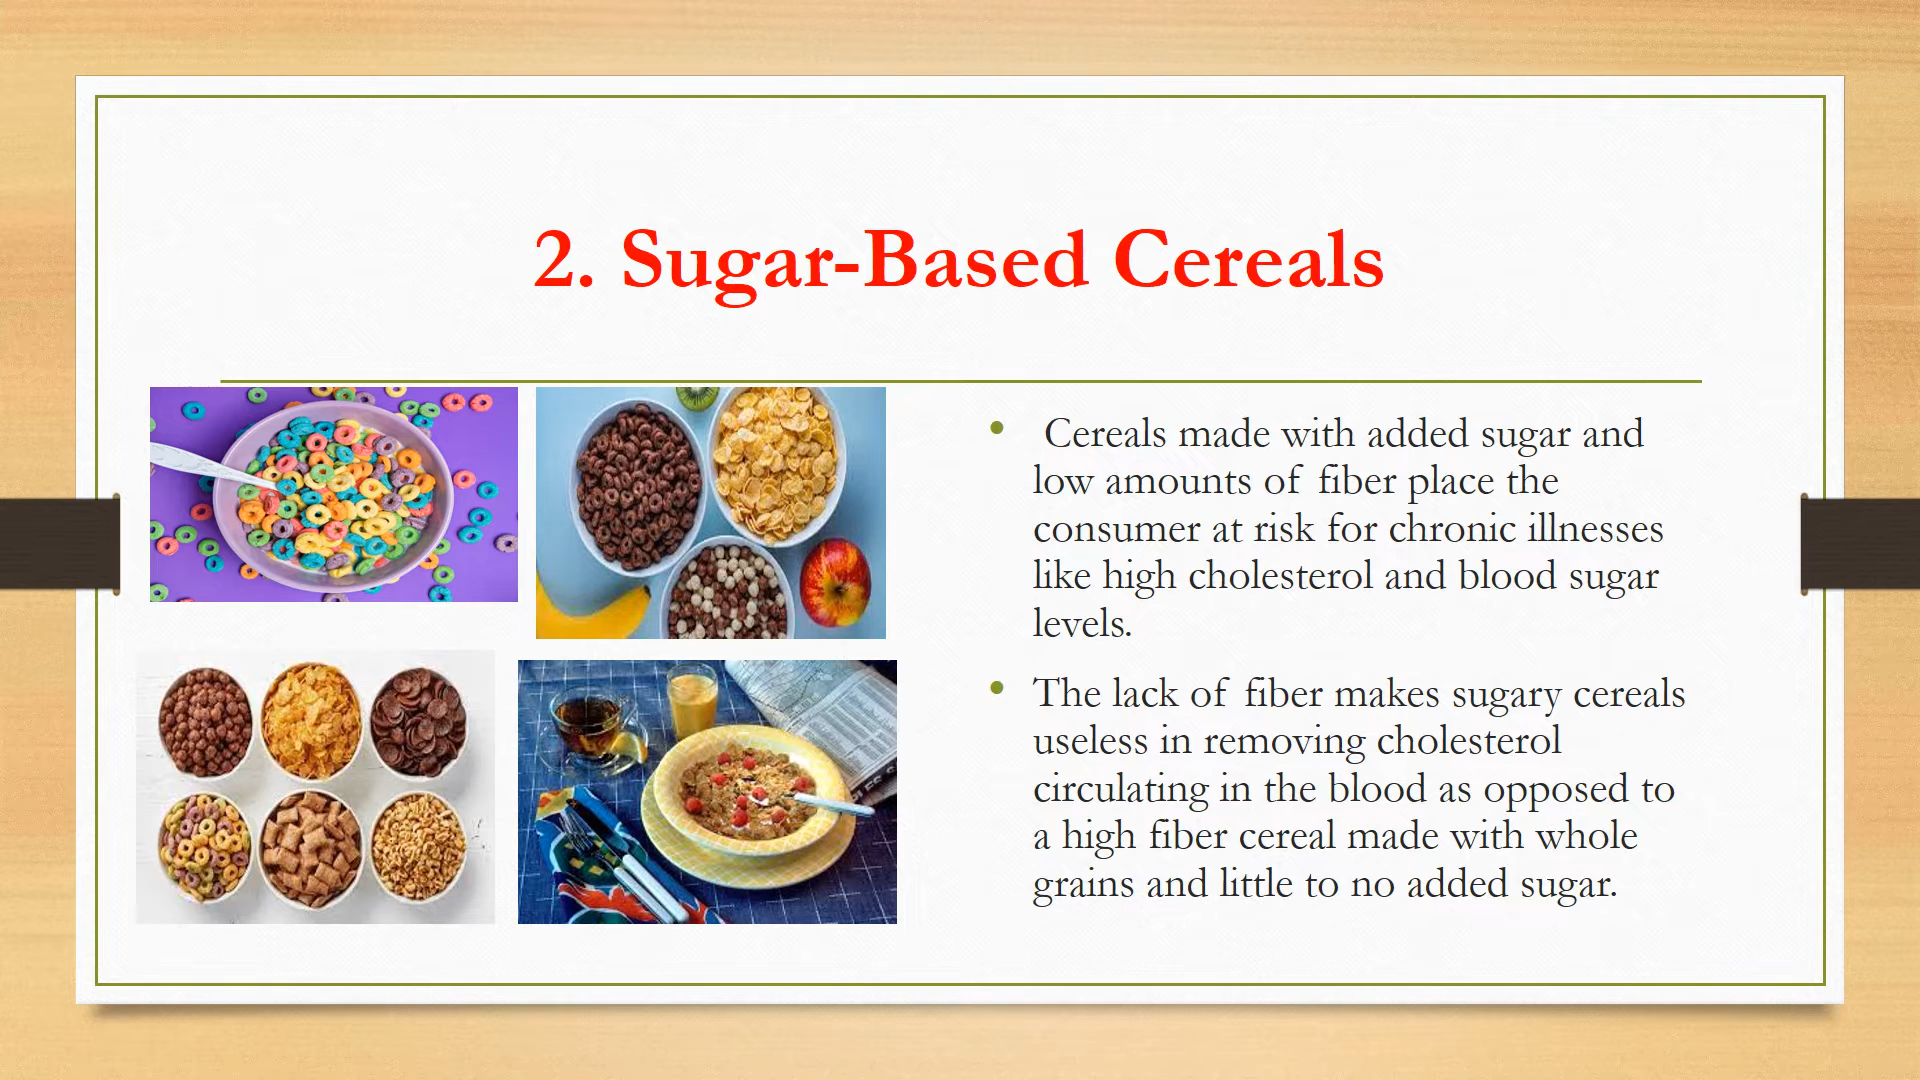 2. Sugar-Based Cereals
• Cereals made with added sugar and
low amounts of fiber place the
consumer at risk for chronic illnesses
like high cholesterol and blood sugar
levels.
• The lack of fiber makes sugary cereals
useless in removing cholesterol
circulating in the blood as opposed to
a high fiber cereal made with whole
grains and little to no added sugar.